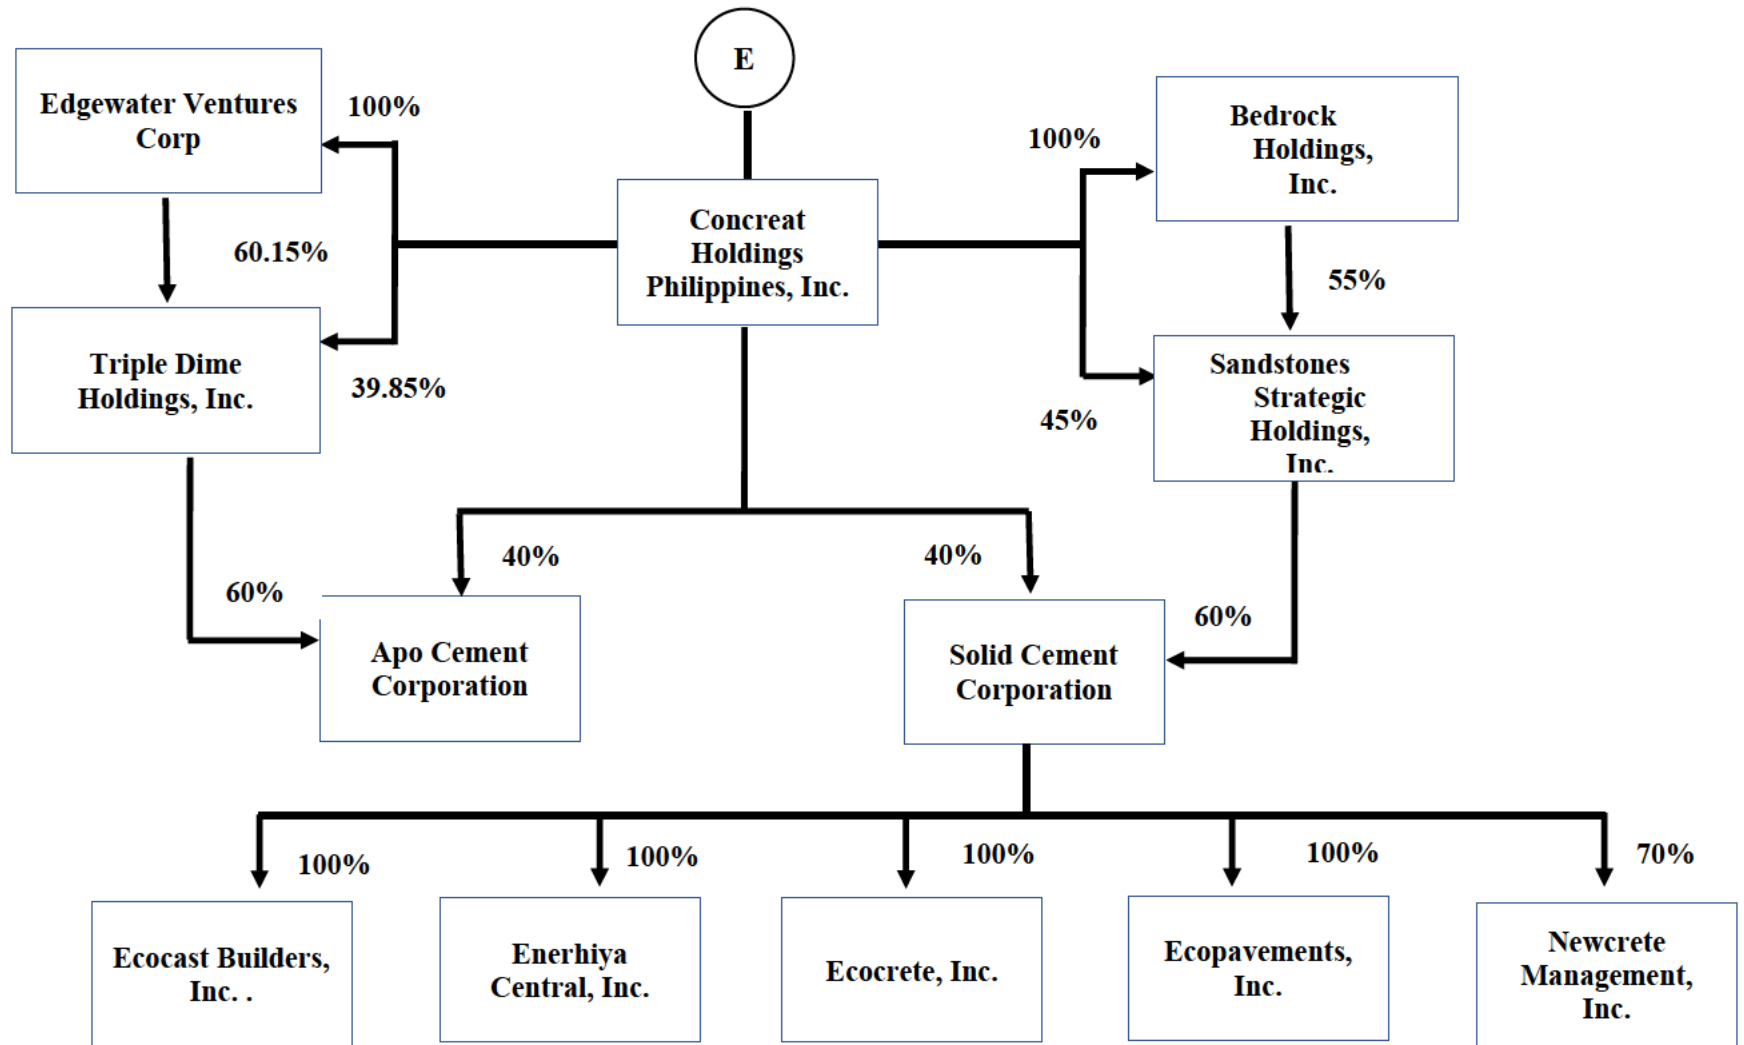 E
Edgewater Ventures
Corp
100%
Bedrock
Holdings,
Inc.
100%
Concreat
Holdings
Philippines, Inc.
60.15%
55%
Triple Dime
Holdings, Inc.
39.85%
Sandstones
Strategic
Holdings,
Inc.
45%
40%
40%
60%
60%
Apo Cement
Corporation
Solid Cement
Corporation
100%
100%
100%
100%
70%
Ecocast Builders,
Inc. .
Enerhiya
Central, Inc.
Ecocrete, Inc.
Ecopavements,
Inc.
Newcrete
Management,
Inc.